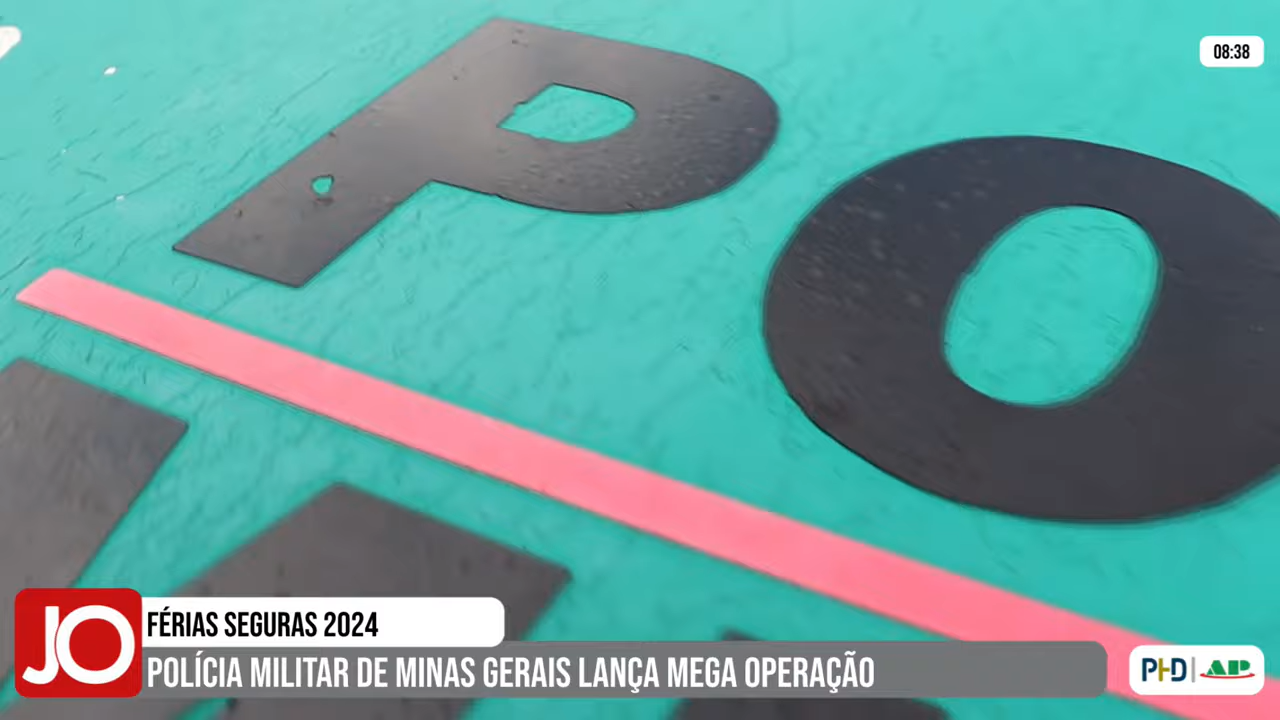 08:38
PO
JO
FÉRIAS SEGURAS 2024
POLÍCIA MILITAR DE MINAS GERAIS LANÇA MEGA OPERAÇÃO
PHD | AP